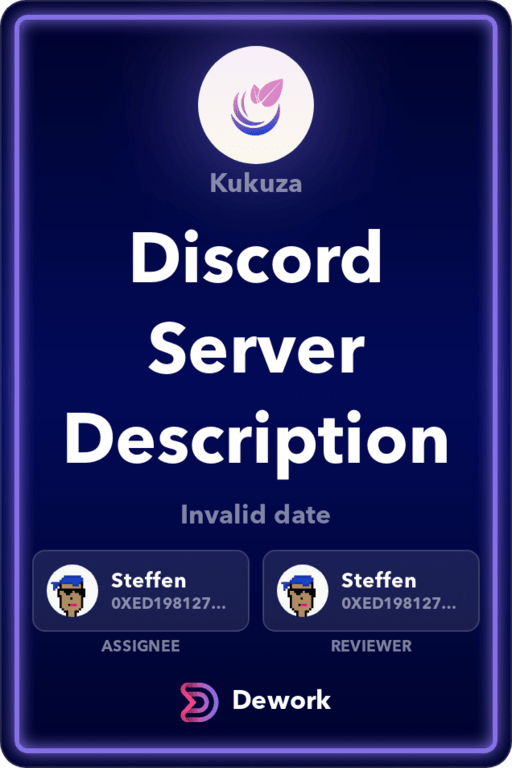 Kukuza
Discord
Server
Description
Invalid date
Steffen
0XED198127...
Steffen
0XED198127...
ASSIGNEE
REVIEWER
Dework